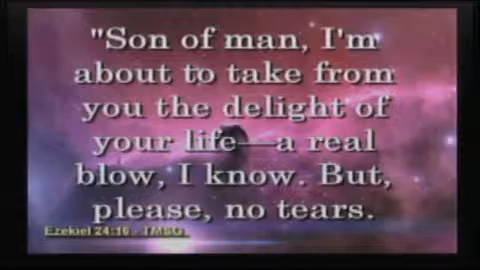 "Son of man, I'm
about to take from
you the delight of
your life—a real
blow, I know. But,
please, no tears.
Ezekiel 24:16 - TMSG